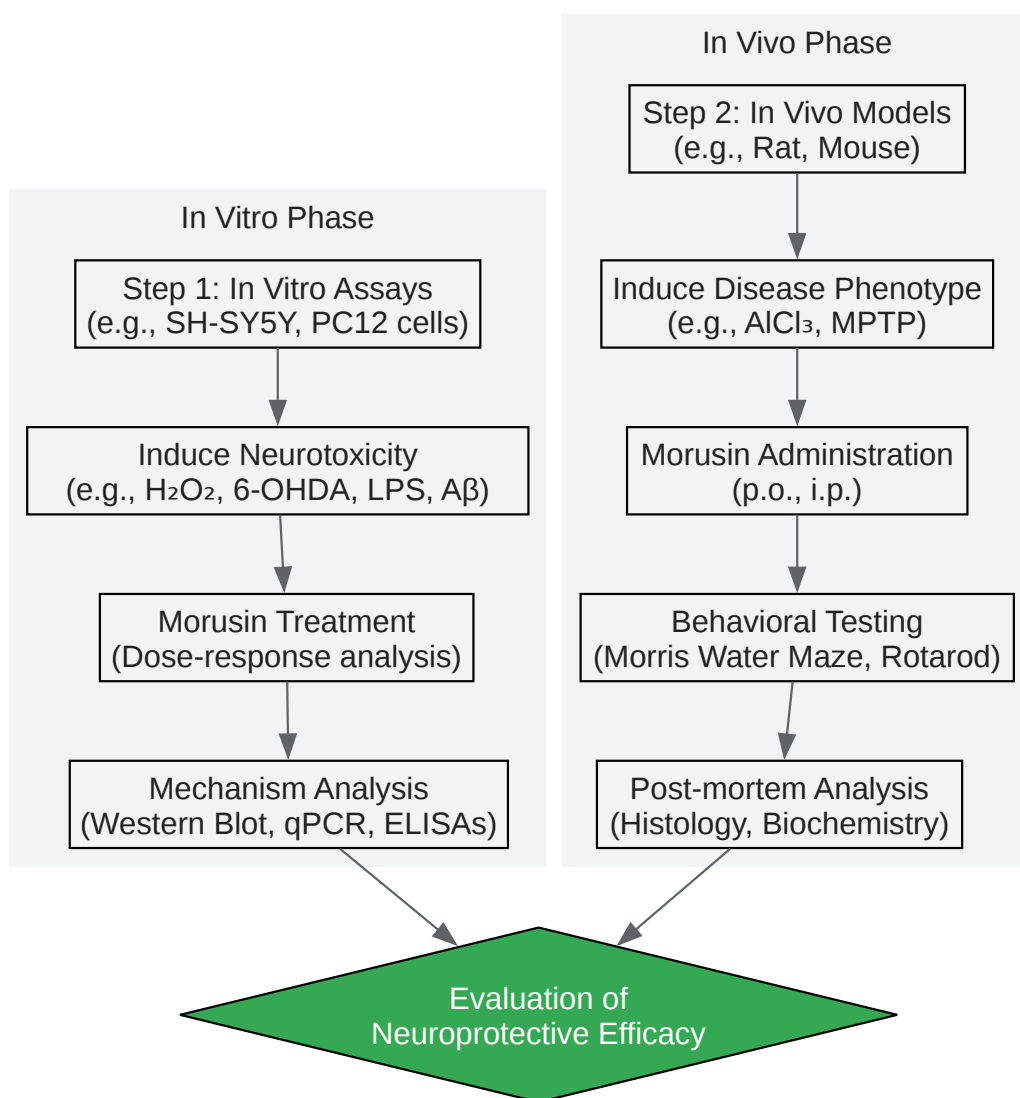 In Vitro Phase
Step 1: In Vitro Assays
(e.g., SH-SY5Y, PC12 cells)
Induce Neurotoxicity
(e.g., H₂O₂, 6-OHDA, LPS, Aβ)
Morusin Treatment
(Dose-response analysis)
Mechanism Analysis
(Western Blot, qPCR, ELISAs)
In Vivo Phase
Step 2: In Vivo Models
(e.g., Rat, Mouse)
Induce Disease Phenotype
(e.g., AlCl₃, MPTP)
Morusin Administration
(p.o., i.p.)
Behavioral Testing
(Morris Water Maze, Rotarod)
Post-mortem Analysis
(Histology, Biochemistry)
Evaluation of
Neuroprotective Efficacy